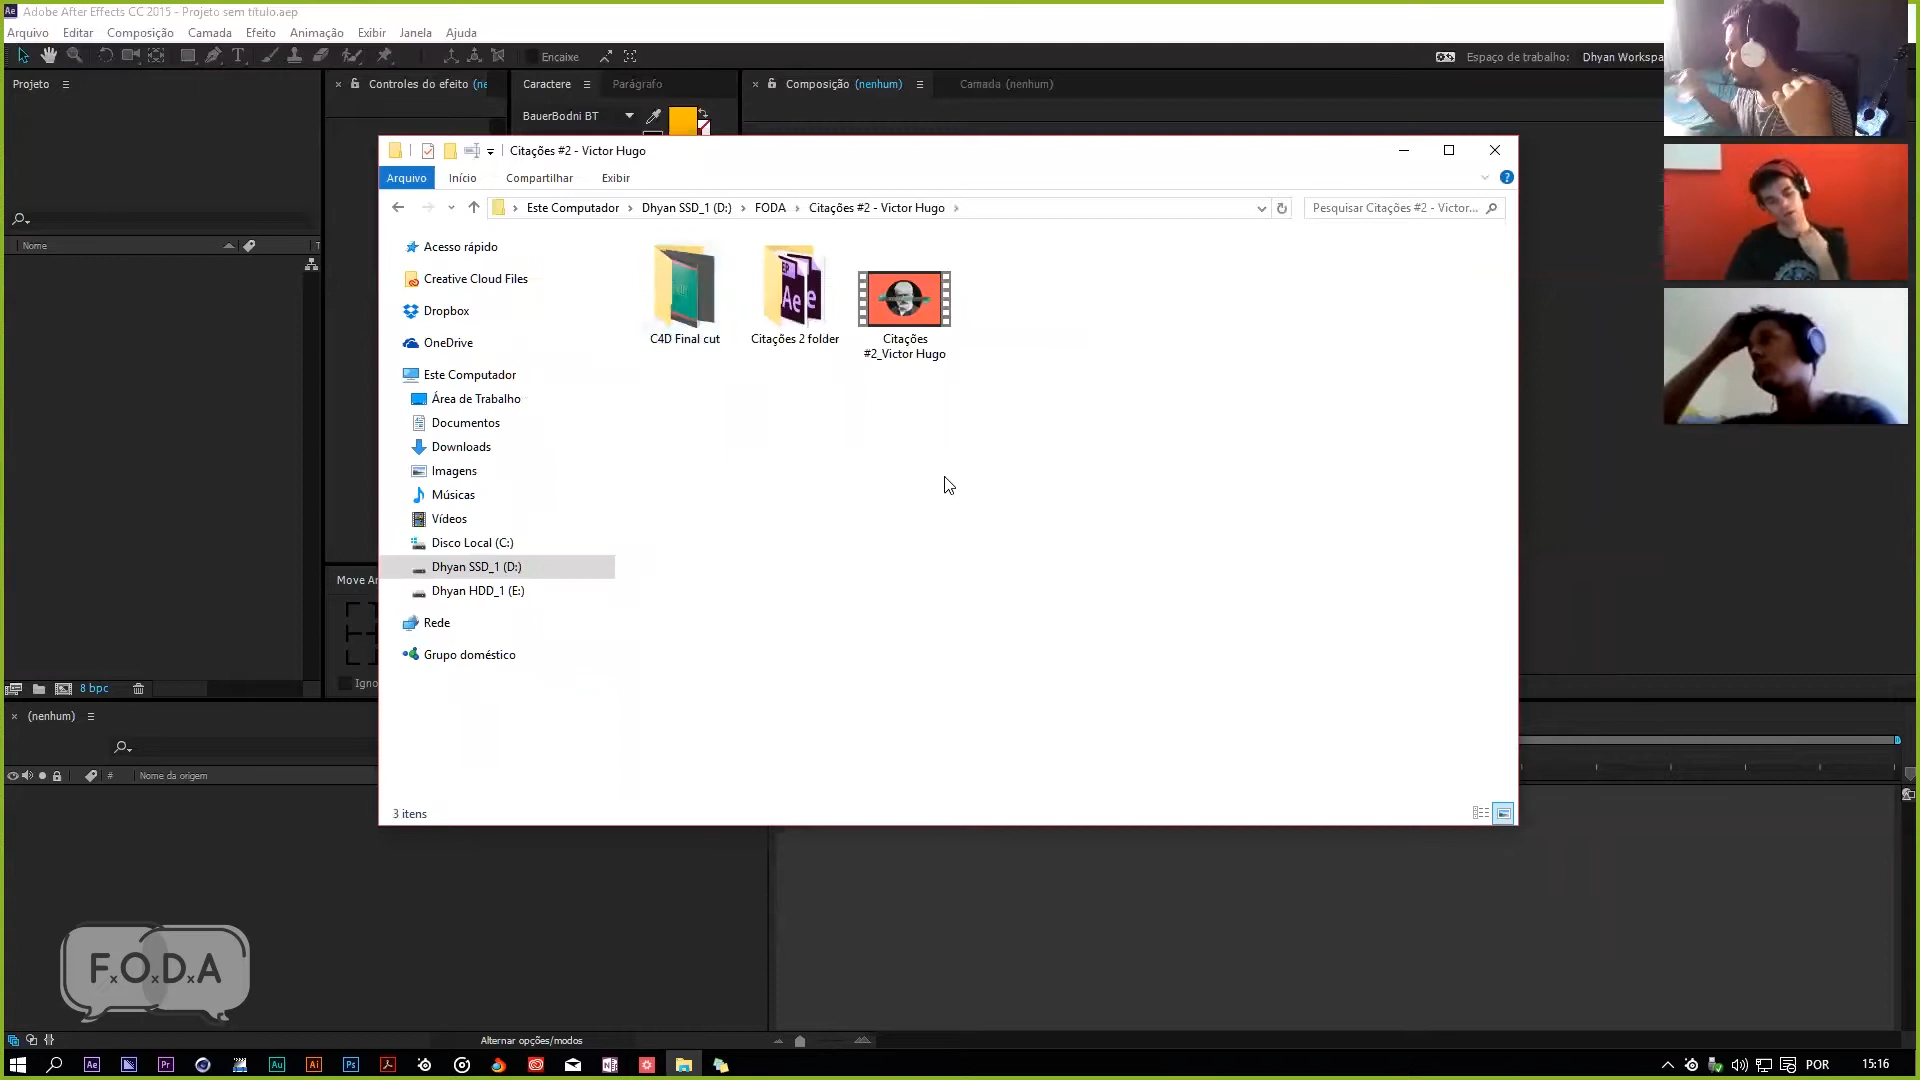 Adobe After Effects CC 2015 - Projeto sem título.aep
Arquivo Editar Composição Camada Efeito Animação Exibir Janela Ajuda
Encaixe
Espaço de trabalho: Dhyan Workspa
Projeto
Controles do efeito (ne
Caractere Parágrafo
Composição (nenhum)
Camada (nenhum)
BauerBodni BT
Citações #2 - Victor Hugo
Arquivo Início Compartilhar Exibir
Este Computador Dhyan SSD_1 (D:) FODA Citações #2 - Victor Hugo
Pesquisar Citações #2 - Victor...
Nome
Acesso rápido
Creative Cloud Files
Dropbox
OneDrive
Este Computador
Área de Trabalho
Documentos
Downloads
Imagens
Músicas
Vídeos
Disco Local (C:)
Dhyan SSD_1 (D:)
Dhyan HDD_1 (E:)
Rede
Grupo doméstico
C4D Final cut
Citações 2 folder
Citações
#2_Victor Hugo
Move An
Igno
8 bpc
(nenhum)
# Nome da origem
3 itens
F.O.D.A
Alternar opções/modos
POR
15:16